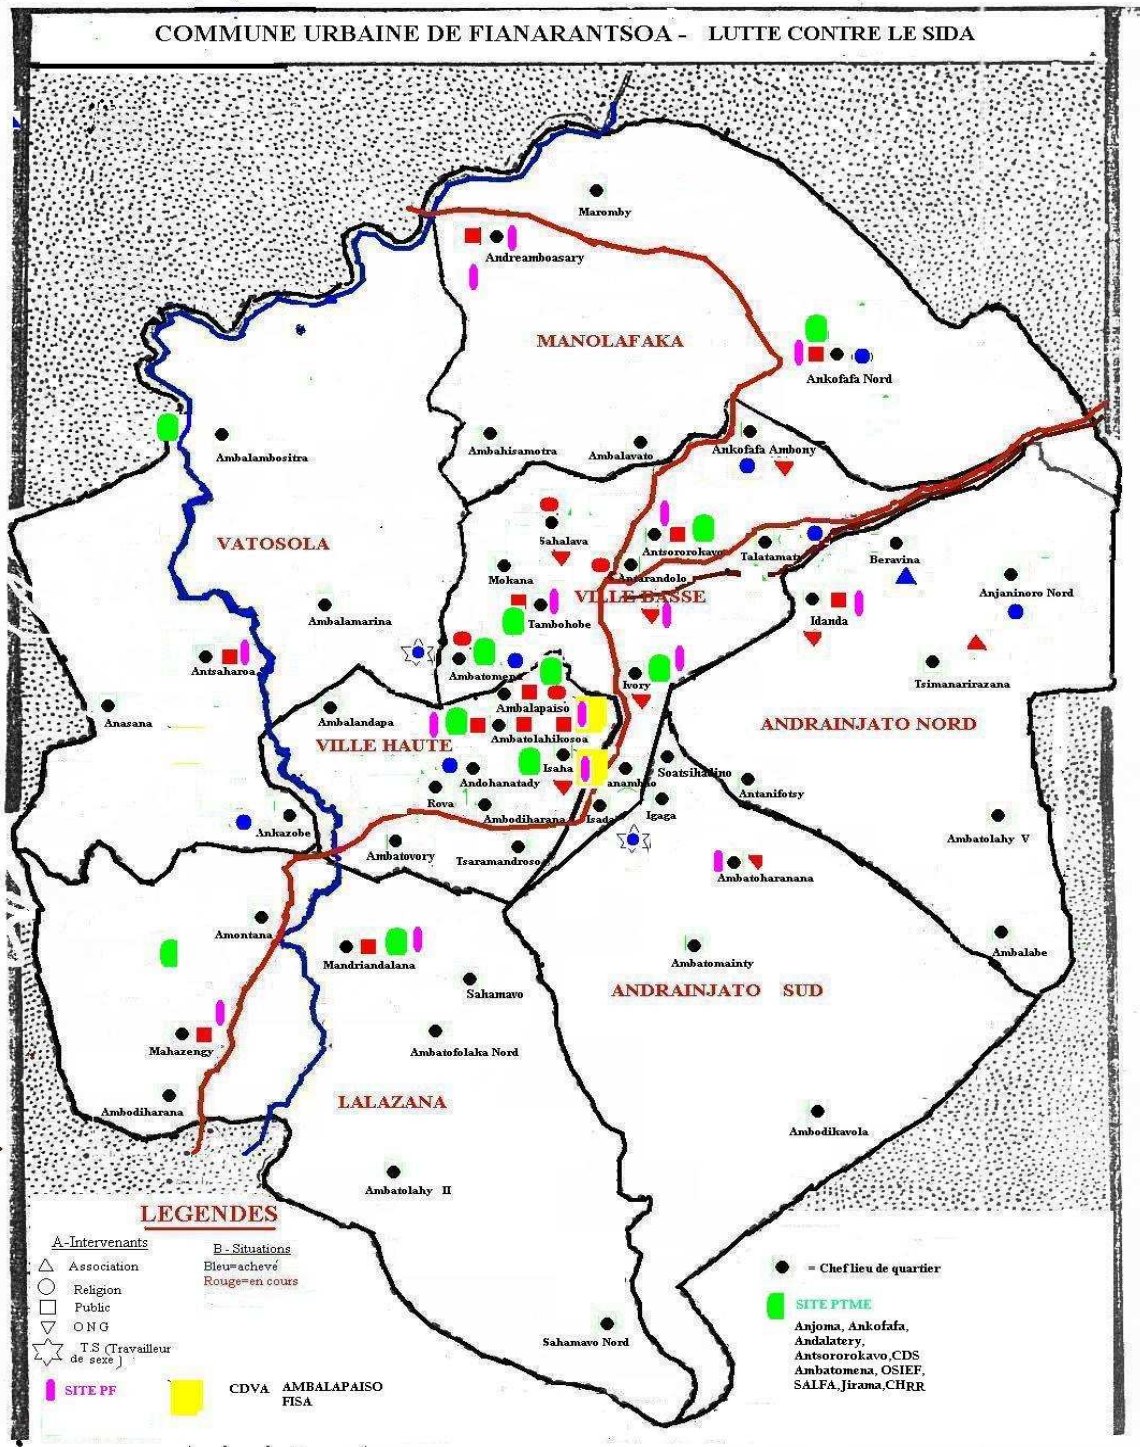 COMMUNE URBAINE DE FIANARANTSOA - LUTTE CONTRE LE SIDA
Maromby
Andreamboasary
MANOLAFAKA
Ankofafa Nord
Ambalambositra
Ambahisamotra
Ambalavato
Ankofafa Ambony
VATOSOLA
Sahalava
Antsororokavo
Talatamaty
Beravina
Mokana
Antarandolo
Anjaninoro Nord
VILLE BASSE
Ambalamarina
Tambohobe
Idanda
Antsaharoa
Ambatomena
Ivory
Tsimanarirazana
Anasana
Ambalandapa
Ambalapaiso
ANDRAINJATO NORD
VILLE HAUTE
Ambatolahikosoa
Isaha
Soatsihadino
Andohanatady
Antanifotsy
Rova
Ambodiharana
Isada
Igaga
Ankazobe
Ambatolahy V
Ambatovory
Tsaramandroso
Ambatoharanana
Amontana
Mandriandalana
Ambatomainty
Ambalabe
Sahamavo
ANDRAINJATO SUD
Mahazengy
Ambatofolaka Nord
LALAZANA
Ambodiharana
Ambodikavola
Ambatolahy II
LEGENDES
A-Intervenants
B - Situations
Association
Bleu=achevé
Religion
Rouge=en cours
Public
ONG
T.S (Travailleur
de sexe )
SITE PF
CDVA AMBALAPAISO
FISA
Sahamavo Nord
= Chef lieu de quartier
SITE PTME
Anjoma, Ankofafa,
Andalatery,
Antsororokavo,CDS
Ambatomena, OSIEF,
SALFA,Jirama,CHRR